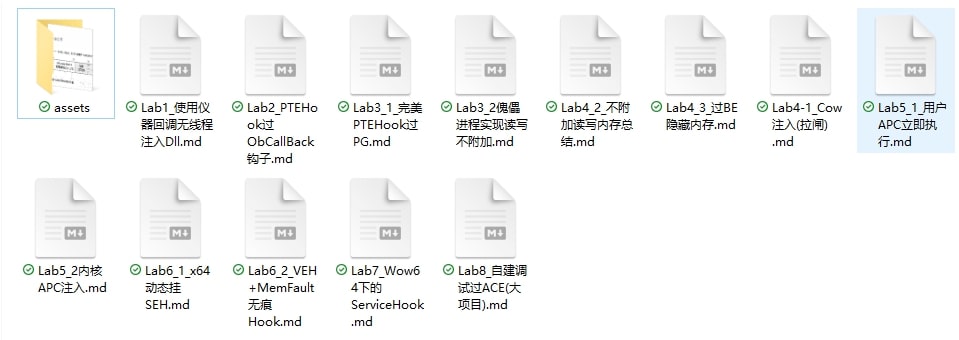 assets
Lab1_使用仪
器回调无线程
注入Dll.md
Lab2_PTEHo
ok过
ObCallBack
钩子.md
Lab3_1_完美
PTEHook过
PG.md
Lab3_2傀儡
进程实现读写
不附加.md
Lab4_2_不附
加读写内存总
结.md
Lab4_3_过BE
隐藏内存.md
Lab4-1_Cow
注入(拉闸)
.md
Lab5_1_用户
APC立即执
行.md
Lab5_2内核
APC注入.md
Lab6_1_x64
动态挂
SEH.md
Lab6_2_VEH
+MemFault
无痕
Hook.md
Lab7_Wow6
4下的
ServiceHook
.md
Lab8_自建调
试过ACE(大
项目).md